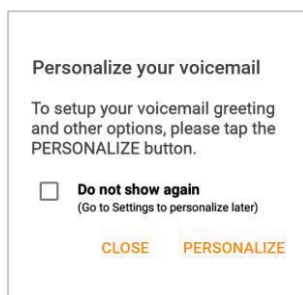 Personalize your voicemail
To setup your voicemail greeting
and other options, please tap the
PERSONALIZE button.
Do not show again
(Go to Settings to personalize later)
CLOSE PERSONALIZE